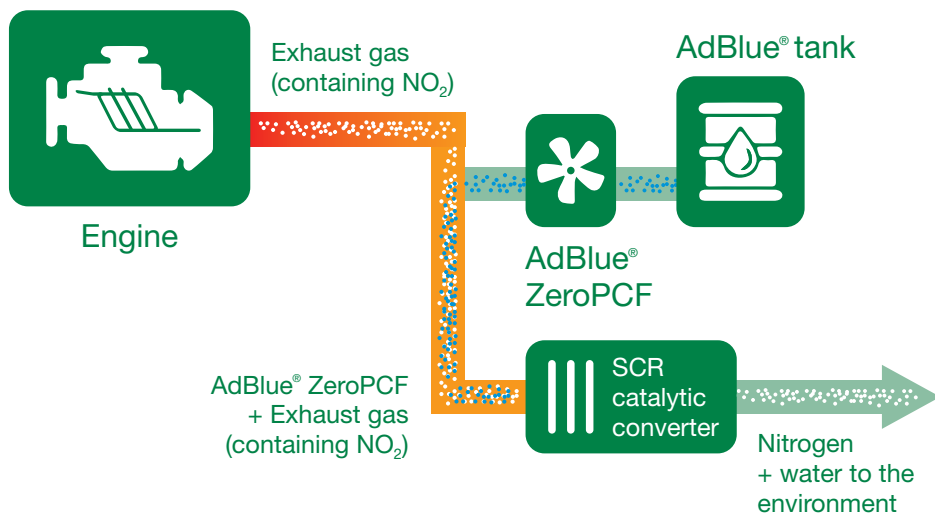 Exhaust gas
(containing NO₂)
AdBlue® tank
Engine
AdBlue®
ZeroPCF
AdBlue® ZeroPCF
+ Exhaust gas
(containing NO₂)
SCR
catalytic
converter
Nitrogen
+ water to the
environment